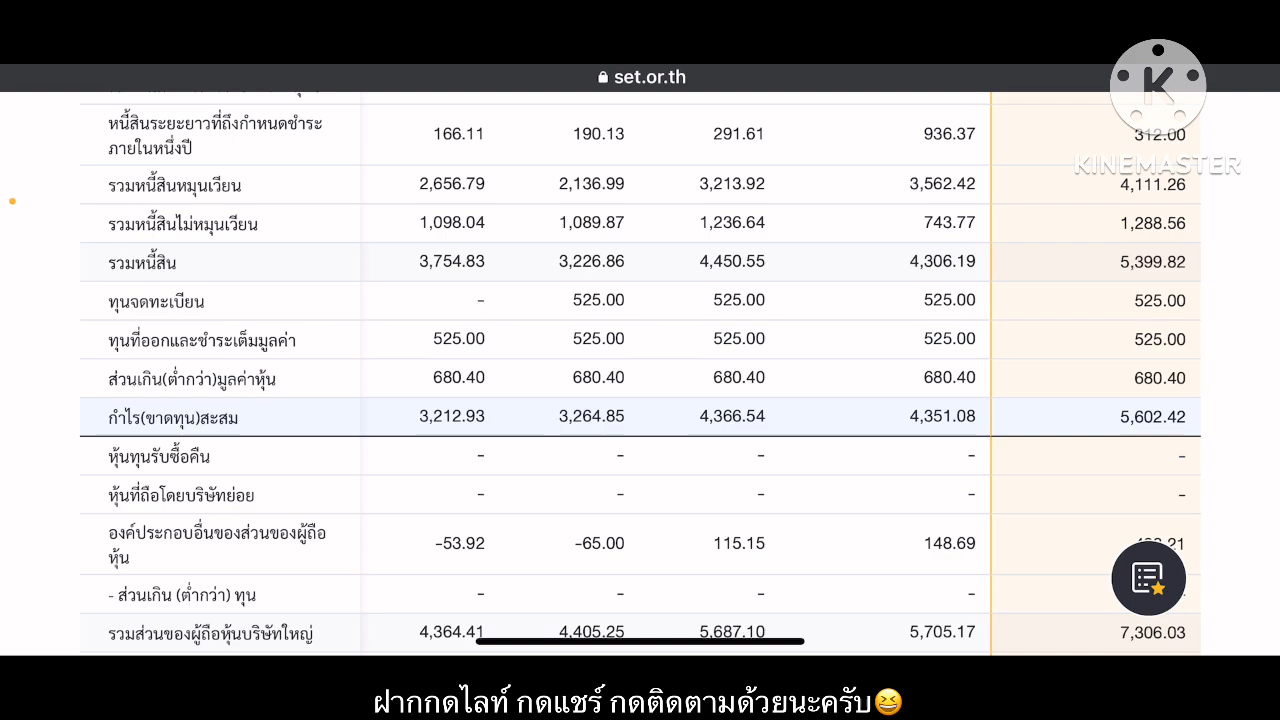 set.or.th
K
KINEMASTER
หนี้สินระยะยาวที่ถึงกำหนดชำระ
ภายในหนึ่งปี 166.11 190.13 291.61 936.37 312.00
รวมหนี้สินหมุนเวียน 2,656.79 2,136.99 3,213.92 3,562.42 4,111.26
รวมหนี้สินไม่หมุนเวียน 1,098.04 1,089.87 1,236.64 743.77 1,288.56
รวมหนี้สิน 3,754.83 3,226.86 4,450.55 4,306.19 5,399.82
ทุนจดทะเบียน - 525.00 525.00 525.00 525.00
ทุนที่ออกและชำระเต็มมูลค่า 525.00 525.00 525.00 525.00 525.00
ส่วนเกิน(ต่ำกว่า)มูลค่าหุ้น 680.40 680.40 680.40 680.40 680.40
กำไร(ขาดทุน)สะสม 3,212.93 3,264.85 4,366.54 4,351.08 5,602.42
หุ้นทุนรับซื้อคืน - - - - -
หุ้นที่ถือโดยบริษัทย่อย - - - - -
องค์ประกอบอื่นของส่วนของผู้ถือ
หุ้น -53.92 -65.00 115.15 148.69
- ส่วนเกิน (ต่ำกว่า) ทุน - - - -
รวมส่วนของผู้ถือหุ้นบริษัทใหญ่ 4,364.41 4,405.25 5,687.10 5,705.17 7,306.03
ฝากกดไลท์ กดแชร์ กดติดตามด้วยนะครับ😆